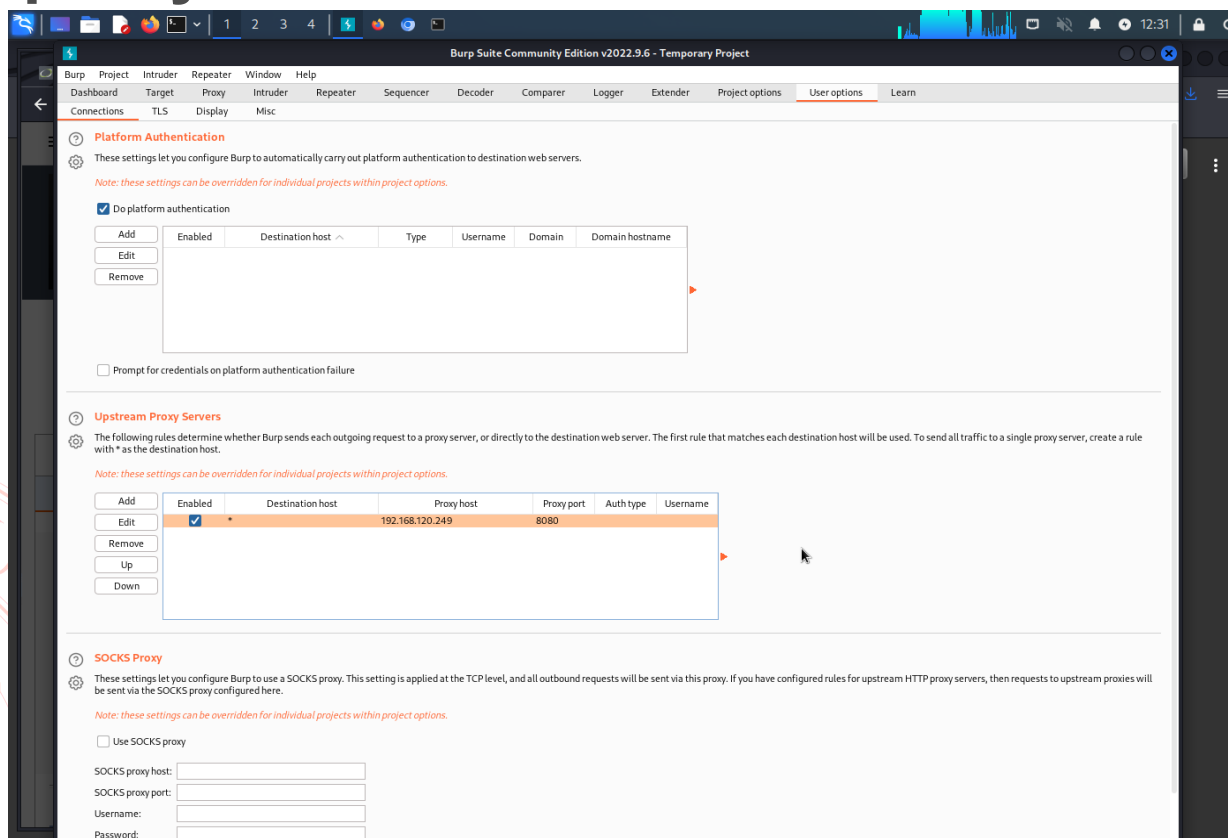 1 2 3 4 12:31
Burp Suite Community Edition v2022.9.6 - Temporary Project
Burp Project Intruder Repeater Window Help
Dashboard Target Proxy Intruder Repeater Sequencer Decoder Comparer Logger Extender Project options User options Learn
Connections TLS Display Misc
Platform Authentication
These settings let you configure Burp to automatically carry out platform authentication to destination web servers.
Note: these settings can be overridden for individual projects within project options.
Do platform authentication
Add
Edit
Remove
Enabled Destination host Type Username Domain Domain hostname
Prompt for credentials on platform authentication failure
Upstream Proxy Servers
The following rules determine whether Burp sends each outgoing request to a proxy server, or directly to the destination web server. The first rule that matches each destination host will be used. To send all traffic to a single proxy server, create a rule
with * as the destination host.
Note: these settings can be overridden for individual projects within project options.
Add
Edit
Remove
Up
Down
Enabled Destination host Proxy host Proxy port Auth type Username
* 192.168.120.249 8080
SOCKS Proxy
These settings let you configure Burp to use a SOCKS proxy. This setting is applied at the TCP level, and all outbound requests will be sent via this proxy. If you have configured rules for upstream HTTP proxy servers, then requests to upstream proxies will
be sent via the SOCKS proxy configured here.
Note: these settings can be overridden for individual projects within project options.
Use SOCKS proxy
SOCKS proxy host:
SOCKS proxy port:
Username:
Password: